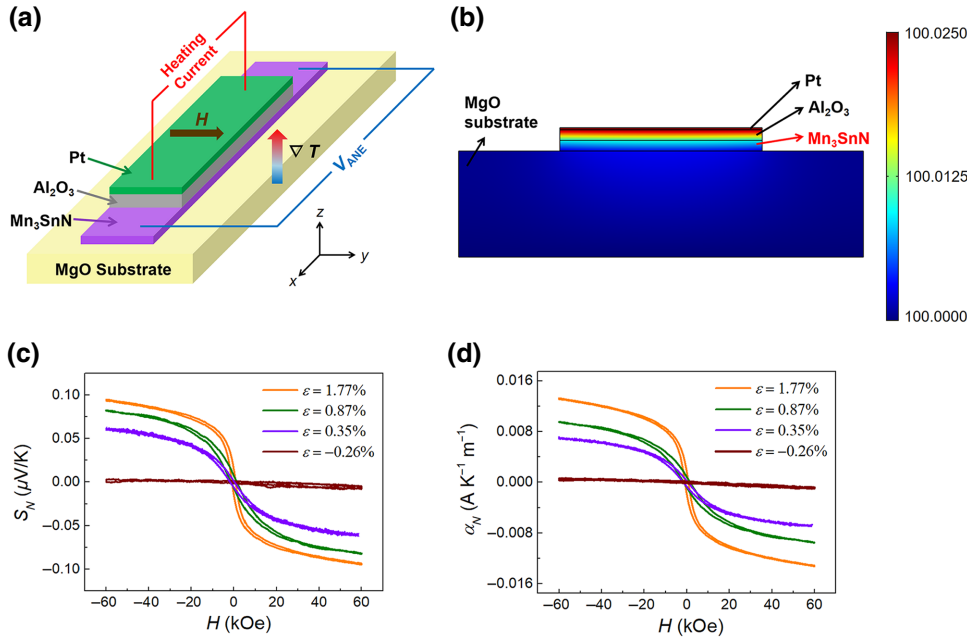 (a)
Heating
Current
H
∇ T
V_ANE
Pt
Al₂O₃
Mn₃SnN
MgO Substrate
z
y
x
(b)
100.0250
100.0125
100.0000
MgO
substrate
Pt
Al₂O₃
Mn₃SnN
(c)
S_N (μV/K)
0.10
0.05
0.00
−0.05
−0.10
ε = 1.77%
ε = 0.87%
ε = 0.35%
ε = −0.26%
−60 −40 −20 0 20 40 60
H (kOe)
(d)
α_N (A K⁻¹ m⁻¹)
0.016
0.008
0.000
−0.008
−0.016
ε = 1.77%
ε = 0.87%
ε = 0.35%
ε = −0.26%
−60 −40 −20 0 20 40 60
H (kOe)